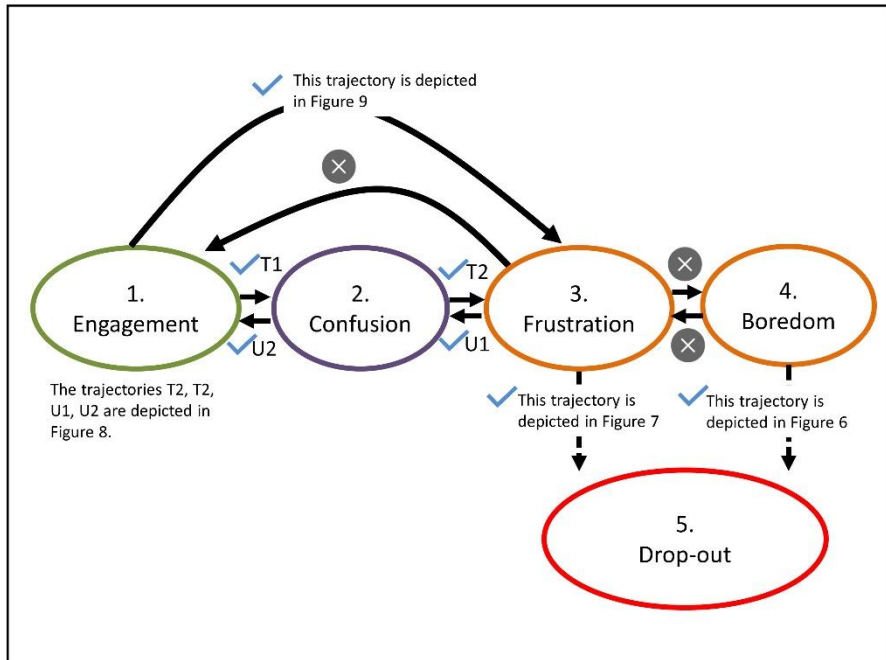 This trajectory is depicted
in Figure 9
T1
T2
1.
Engagement
2.
Confusion
3.
Frustration
4.
Boredom
U2
U1
The trajectories T2, T2,
U1, U2 are depicted in
Figure 8.
This trajectory is
depicted in Figure 7
This trajectory is
depicted in Figure 6
5.
Drop-out